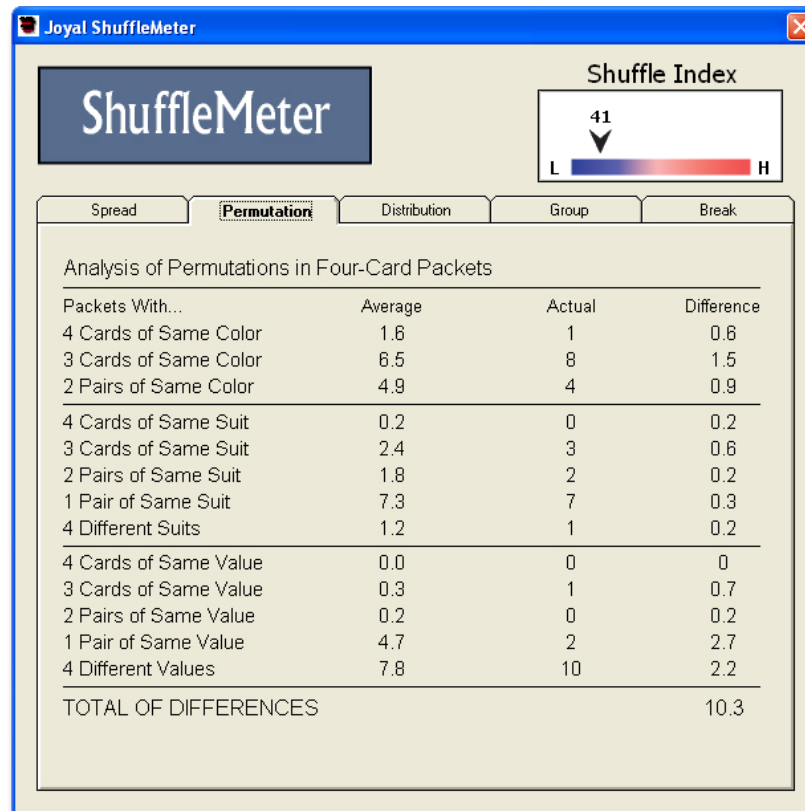 Joyal ShuffleMeter
ShuffleMeter
Shuffle Index
41
L H
Spread Permutation Distribution Group Break
Analysis of Permutations in Four-Card Packets
Packets With... Average Actual Difference
4 Cards of Same Color 1.6 1 0.6
3 Cards of Same Color 6.5 8 1.5
2 Pairs of Same Color 4.9 4 0.9
4 Cards of Same Suit 0.2 0 0.2
3 Cards of Same Suit 2.4 3 0.6
2 Pairs of Same Suit 1.8 2 0.2
1 Pair of Same Suit 7.3 7 0.3
4 Different Suits 1.2 1 0.2
4 Cards of Same Value 0.0 0 0
3 Cards of Same Value 0.3 1 0.7
2 Pairs of Same Value 0.2 0 0.2
1 Pair of Same Value 4.7 2 2.7
4 Different Values 7.8 10 2.2
TOTAL OF DIFFERENCES 10.3